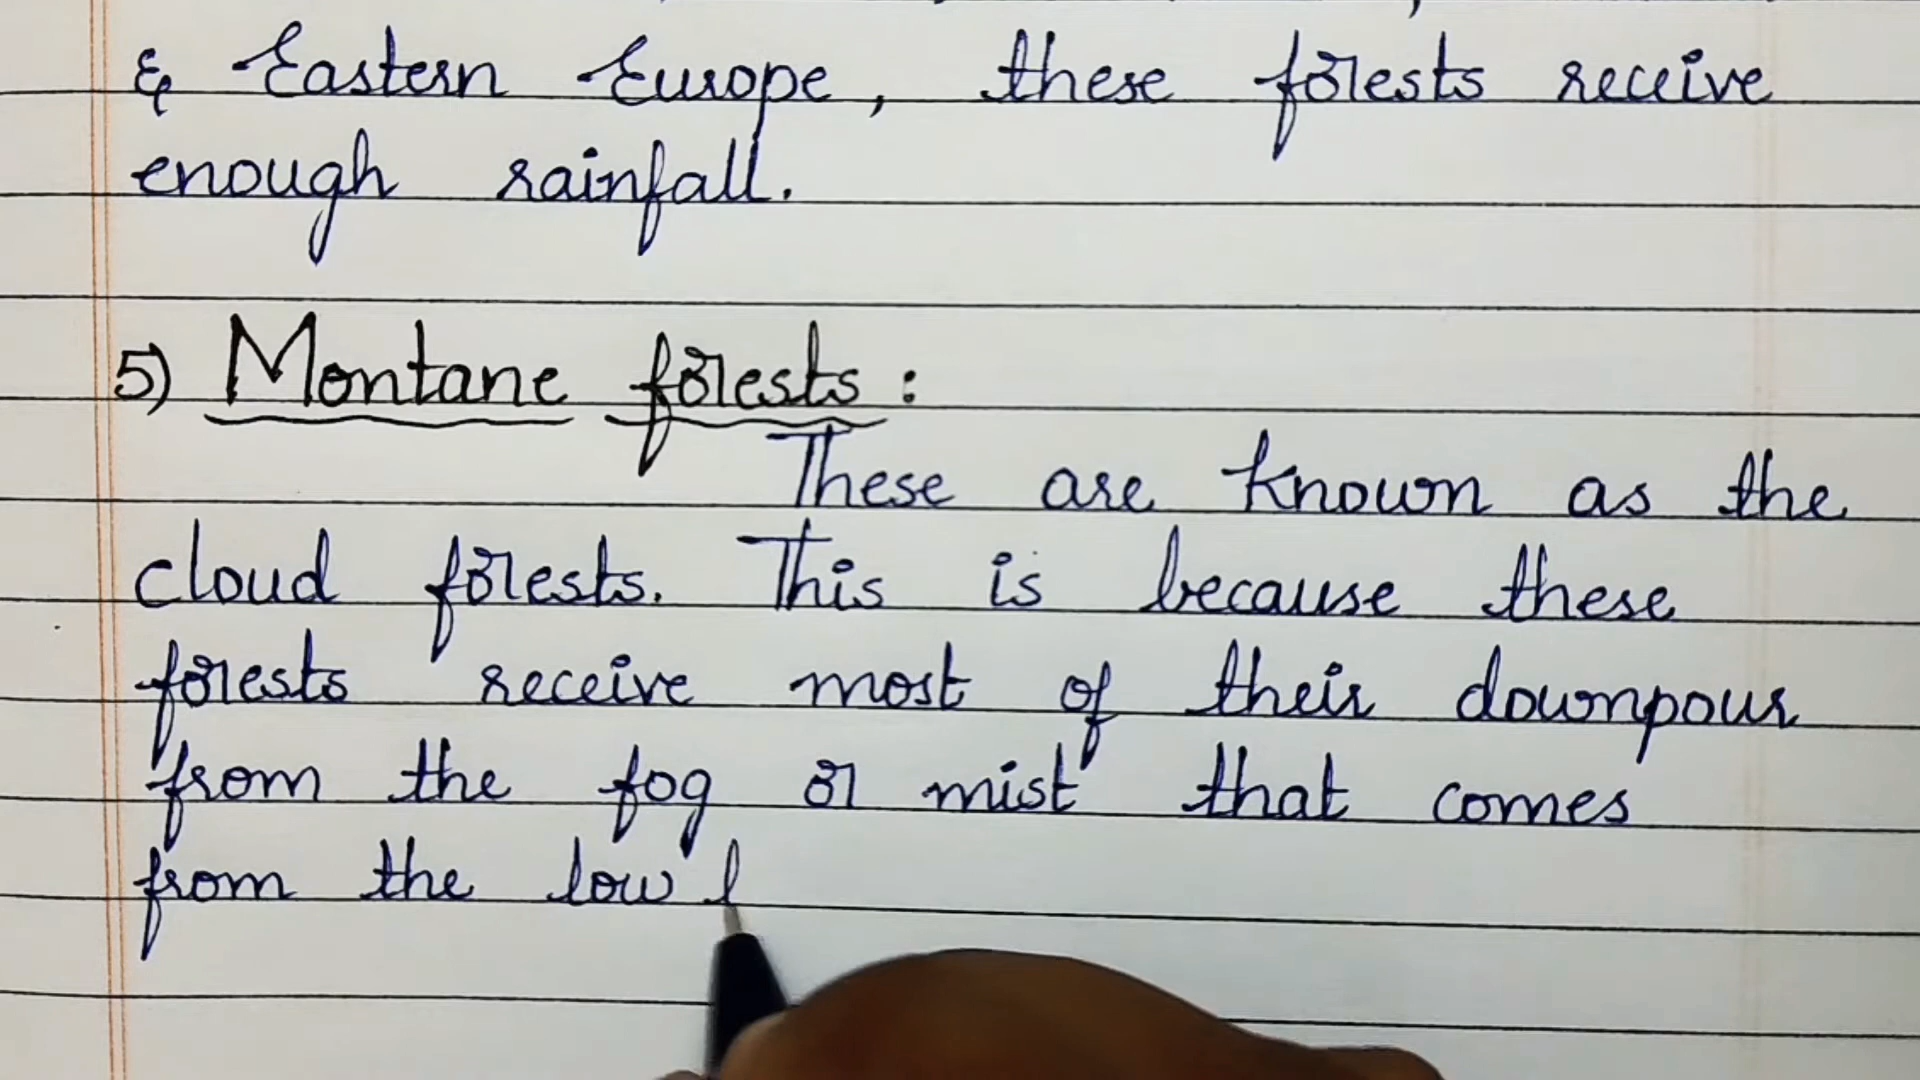 & Eastern Europe, these forests receive
enough rainfall.
5) Montane forests :
These are known as the
cloud forests. This is because these
forests receive most of their downpour
from the fog or mist that comes
from the low l